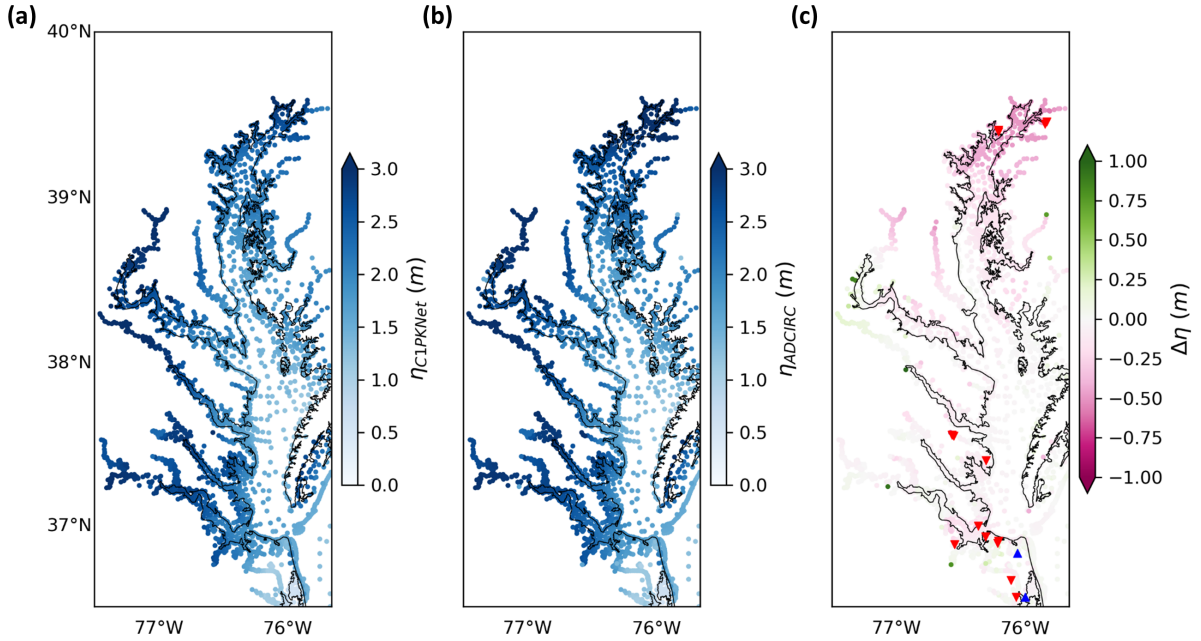 (a)
(b)
(c)
40°N
39°N
38°N
37°N
77°W
76°W
77°W
76°W
77°W
76°W
3.0
2.5
2.0
1.5
1.0
0.5
0.0
η_C1PKNet (m)
3.0
2.5
2.0
1.5
1.0
0.5
0.0
η_ADCIRC (m)
1.00
0.75
0.50
0.25
0.00
−0.25
−0.50
−0.75
−1.00
Δη (m)